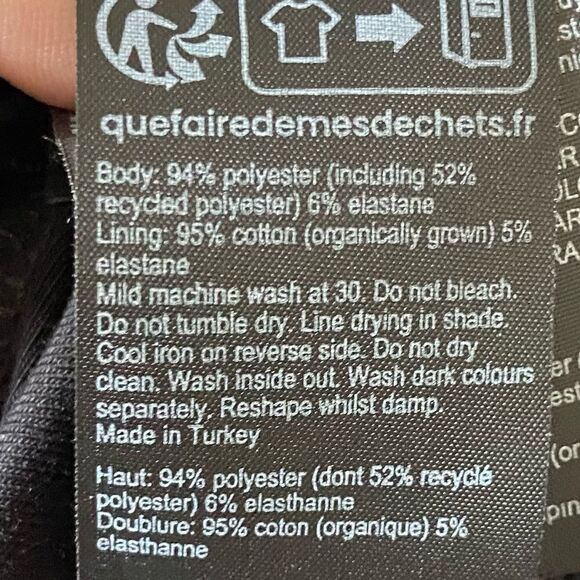 quefairedemesdechets.fr
Body: 94% polyester (including 52%
recycled polyester) 6% elastane
Lining: 95% cotton (organically grown) 5%
elastane
Mild machine wash at 30. Do not bleach.
Do not tumble dry. Line drying in shade.
Cool iron on reverse side. Do not dry
clean. Wash inside out. Wash dark colours
separately. Reshape whilst damp.
Made in Turkey
Haut: 94% polyester (dont 52% recyclé
polyester) 6% elasthanne
Doublure: 95% coton (organique) 5%
elasthanne